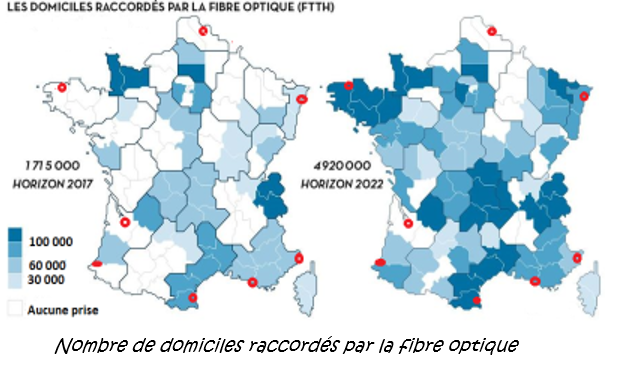 LES DOMICILES RACCORDÉS PAR LA FIBRE OPTIQUE (FTTH)
1 715 000
HORIZON 2017
4 920 000
HORIZON 2022
100 000
60 000
30 000
Aucune prise
Nombre de domiciles raccordés par la fibre optique